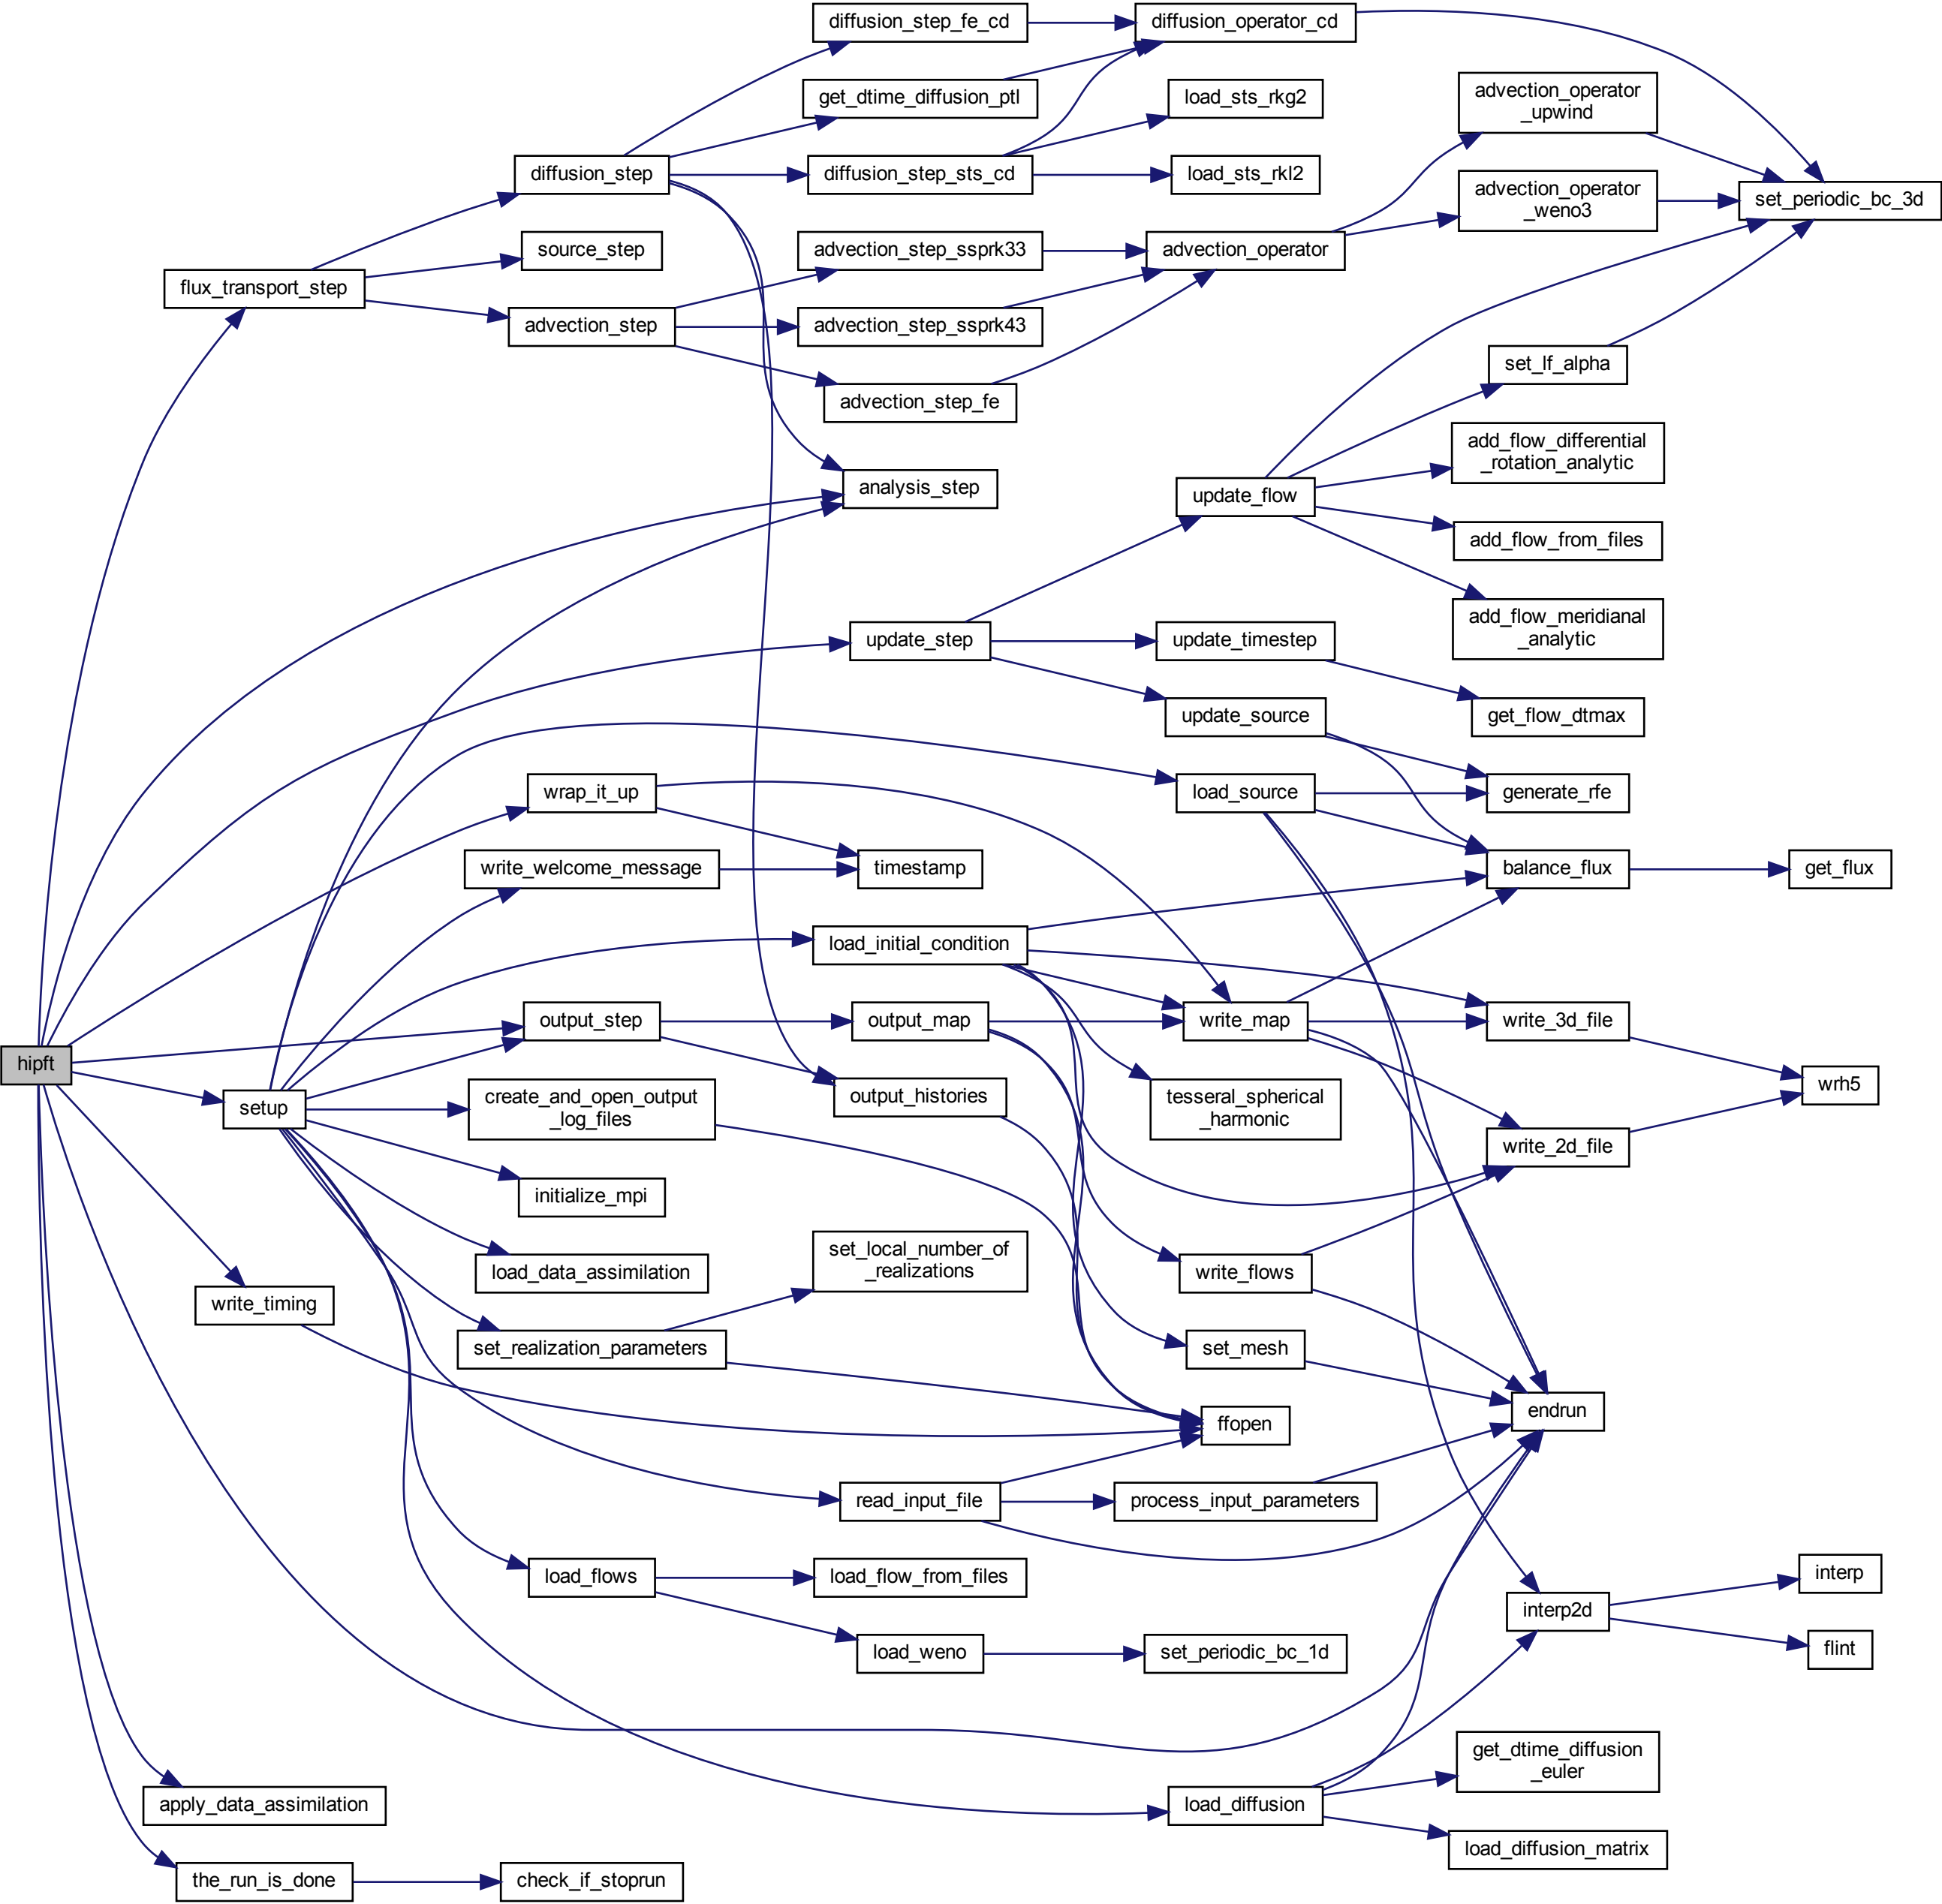 diffusion_step_fe_cd
diffusion_operator_cd
get_dtime_diffusion_ptl
load_sts_rkg2
advection_operator
_upwind
diffusion_step
diffusion_step_sts_cd
load_sts_rkl2
advection_operator
_weno3
set_periodic_bc_3d
source_step
advection_step_ssprk33
advection_operator
flux_transport_step
advection_step
advection_step_ssprk43
set_lf_alpha
advection_step_fe
add_flow_differential
_rotation_analytic
analysis_step
update_flow
add_flow_from_files
add_flow_meridianal
_analytic
update_step
update_timestep
update_source
get_flow_dtmax
wrap_it_up
load_source
generate_rfe
write_welcome_message
timestamp
balance_flux
get_flux
load_initial_condition
output_step
output_map
write_map
write_3d_file
hipft
setup
create_and_open_output
_log_files
output_histories
tesseral_spherical
_harmonic
wrh5
write_2d_file
initialize_mpi
load_data_assimilation
set_local_number_of
_realizations
write_flows
write_timing
set_realization_parameters
set_mesh
ffopen
endrun
read_input_file
process_input_parameters
load_flows
load_flow_from_files
interp
interp2d
load_weno
set_periodic_bc_1d
flint
get_dtime_diffusion
_euler
apply_data_assimilation
load_diffusion
load_diffusion_matrix
the_run_is_done
check_if_stoprun